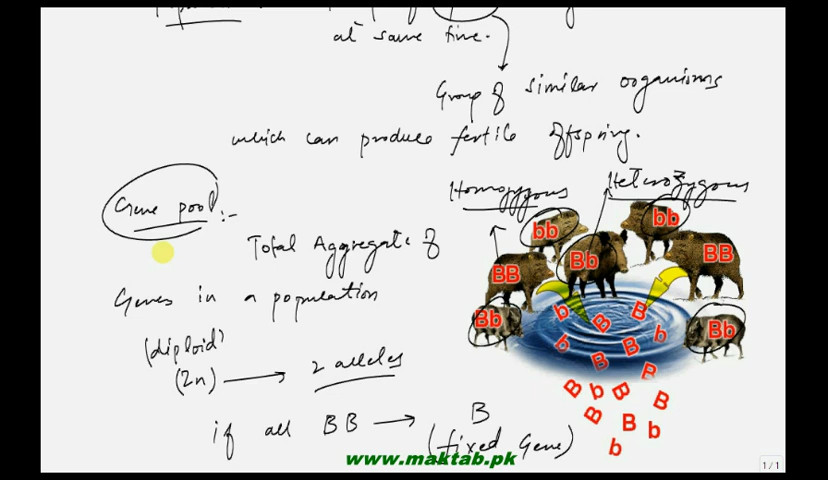 at same time.
Group of similar organisms
which can produce fertile offspring.
Gene pool :-
Homozygous
Heterozygous
Total Aggregate of
Genes in a population
(diploid)
(2n) → 2 alleles
if all BB → B
(fixed Gene)
bb
bb
BB
Bb
BB
Bb
Bb
b
B
B
b
B
B
b
B
B
b
B
B
B
B
b
b
www.maktab.pk
1/1